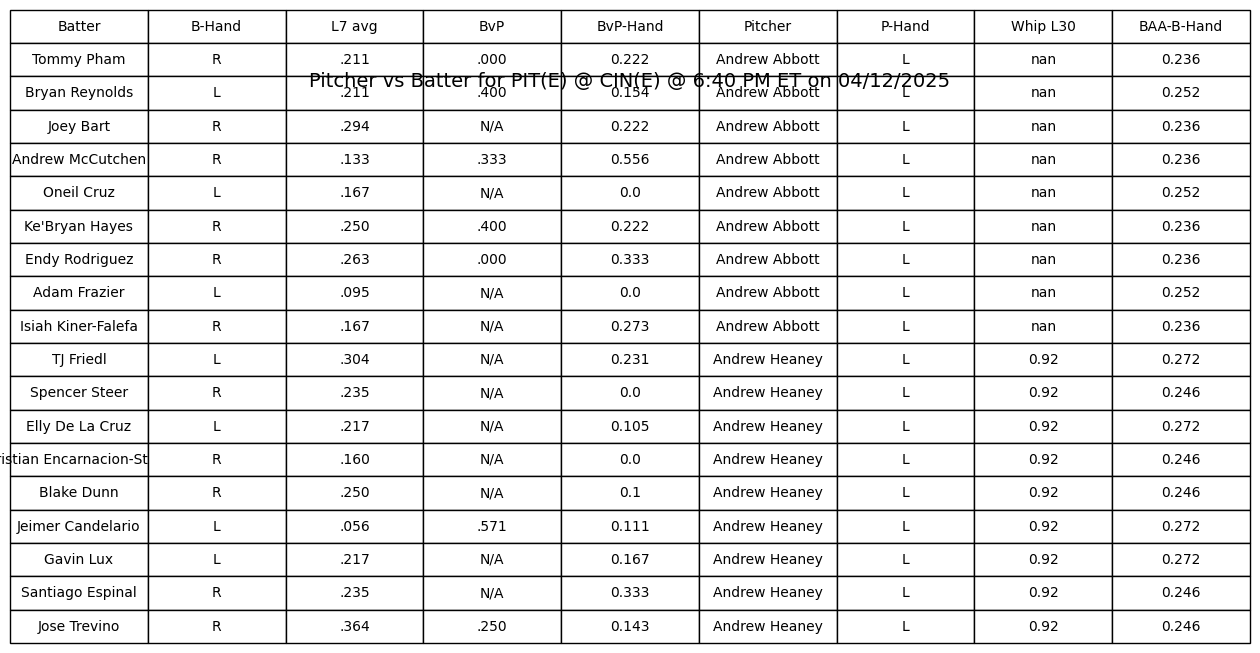 Batter B-Hand L7 avg BvP BvP-Hand Pitcher P-Hand Whip L30 BAA-B-Hand
Tommy Pham R .211 .000 0.222 Andrew Abbott L nan 0.236
Pitcher vs Batter for PIT(E) @ CIN(E) @ 6:40 PM ET on 04/12/2025
Bryan Reynolds L .211 .400 0.154 Andrew Abbott L nan 0.252
Joey Bart R .294 N/A 0.222 Andrew Abbott L nan 0.236
Andrew McCutchen R .133 .333 0.556 Andrew Abbott L nan 0.236
Oneil Cruz L .167 N/A 0.0 Andrew Abbott L nan 0.252
Ke'Bryan Hayes R .250 .400 0.222 Andrew Abbott L nan 0.236
Endy Rodriguez R .263 .000 0.333 Andrew Abbott L nan 0.236
Adam Frazier L .095 N/A 0.0 Andrew Abbott L nan 0.252
Isiah Kiner-Falefa R .167 N/A 0.273 Andrew Abbott L nan 0.236
TJ Friedl L .304 N/A 0.231 Andrew Heaney L 0.92 0.272
Spencer Steer R .235 N/A 0.0 Andrew Heaney L 0.92 0.246
Elly De La Cruz L .217 N/A 0.105 Andrew Heaney L 0.92 0.272
istian Encarnacion-St R .160 N/A 0.0 Andrew Heaney L 0.92 0.246
Blake Dunn R .250 N/A 0.1 Andrew Heaney L 0.92 0.246
Jeimer Candelario L .056 .571 0.111 Andrew Heaney L 0.92 0.272
Gavin Lux L .217 N/A 0.167 Andrew Heaney L 0.92 0.272
Santiago Espinal R .235 N/A 0.333 Andrew Heaney L 0.92 0.246
Jose Trevino R .364 .250 0.143 Andrew Heaney L 0.92 0.246